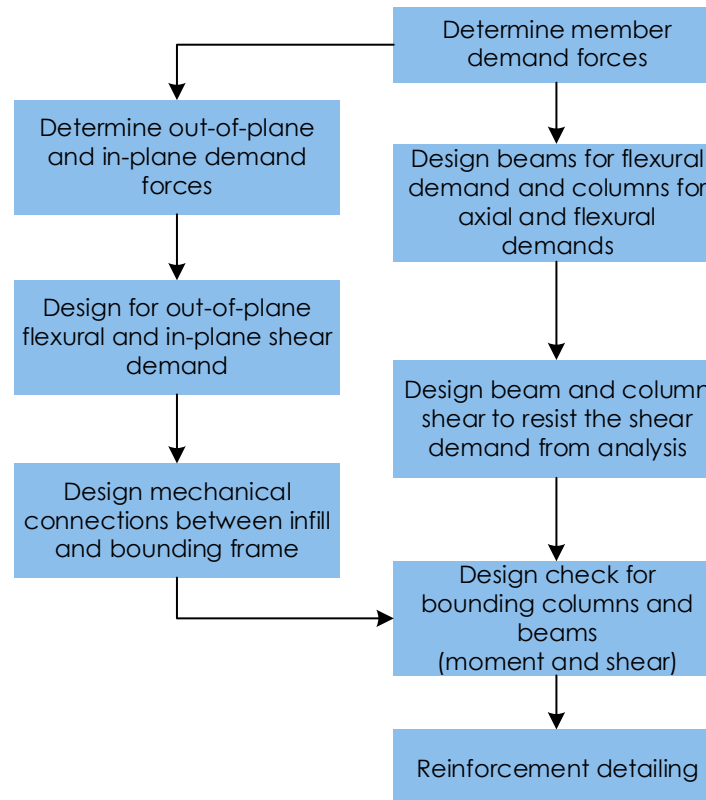 Determine member
demand forces
Determine out-of-plane
and in-plane demand
forces
Design for out-of-plane
flexural and in-plane shear
demand
Design mechanical
connections between infill
and bounding frame
Design beams for flexural
demand and columns for
axial and flexural
demands
Design beam and column
shear to resist the shear
demand from analysis
Design check for
bounding columns and
beams
(moment and shear)
Reinforcement detailing